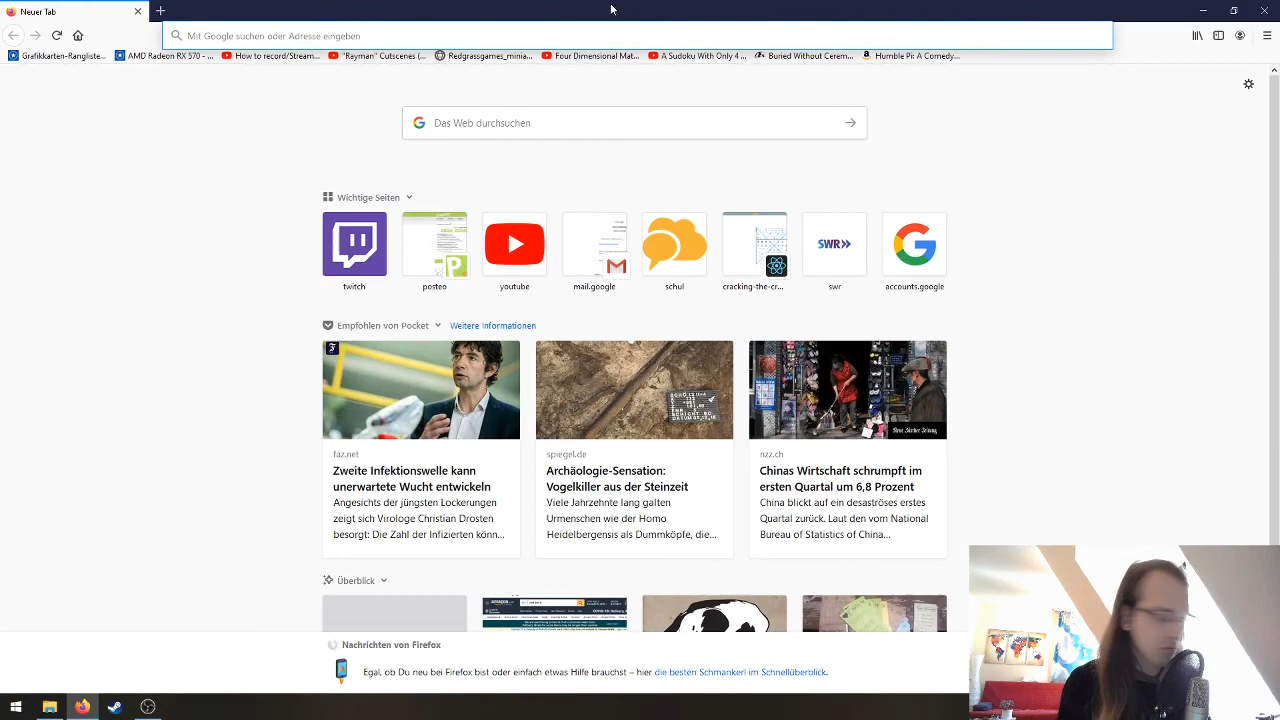 Neuer Tab
Mit Google suchen oder Adresse eingeben
Grafikkarten-Rangliste...
AMD Radeon RX 570 - ...
How to record/Stream...
"Rayman" Cutscenes (...
Redgrassgames_minia...
Four Dimensional Mat...
A Sudoku With Only 4 ...
Buried Without Cerem...
Humble Pi: A Comedy...
Das Web durchsuchen
Wichtige Seiten
SWR»
twitch
posteo
youtube
mail.google
schul
cracking-the-cr...
swr
accounts.google
Empfohlen von Pocket
Weitere Informationen
Neue Zürcher Zeitung
faz.net
Zweite Infektionswelle kann
unerwartete Wucht entwickeln
Angesichts der jüngsten Lockerungen
zeigt sich Virologe Christian Drosten
besorgt: Die Zahl der Infizierten könn...
spiegel.de
Archäologie-Sensation:
Vogelkiller aus der Steinzeit
Viele Jahrzehnte lang galten
Urmenschen wie der Homo
Heidelbergensis als Dummköpfe, die...
nzz.ch
Chinas Wirtschaft schrumpft im
ersten Quartal um 6,8 Prozent
China blickt auf ein desaströses erstes
Quartal zurück. Laut den vom National
Bureau of Statistics of China...
Überblick
Nachrichten von Firefox
Egal, ob Du neu bei Firefox bist oder einfach etwas Hilfe brauchst – hier die besten Schmankerl im Schnellüberblick.